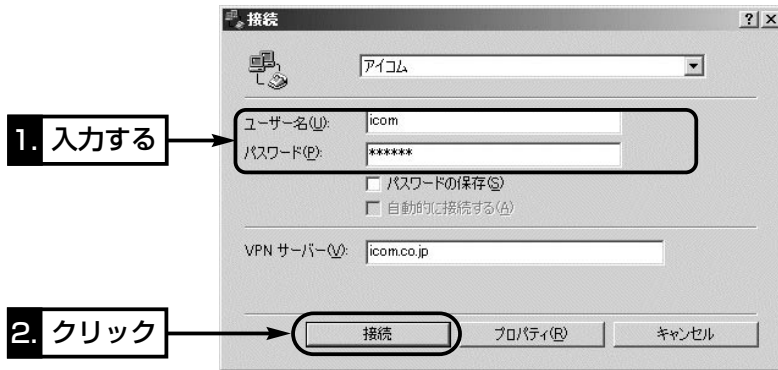 接続
アイコム
1. 入力する
ユーザー名(U): icom
パスワード(P): ******
パスワードの保存(S)
自動的に接続する(A)
VPN サーバー(V): icom.co.jp
2. クリック
接続 プロパティ(R) キャンセル